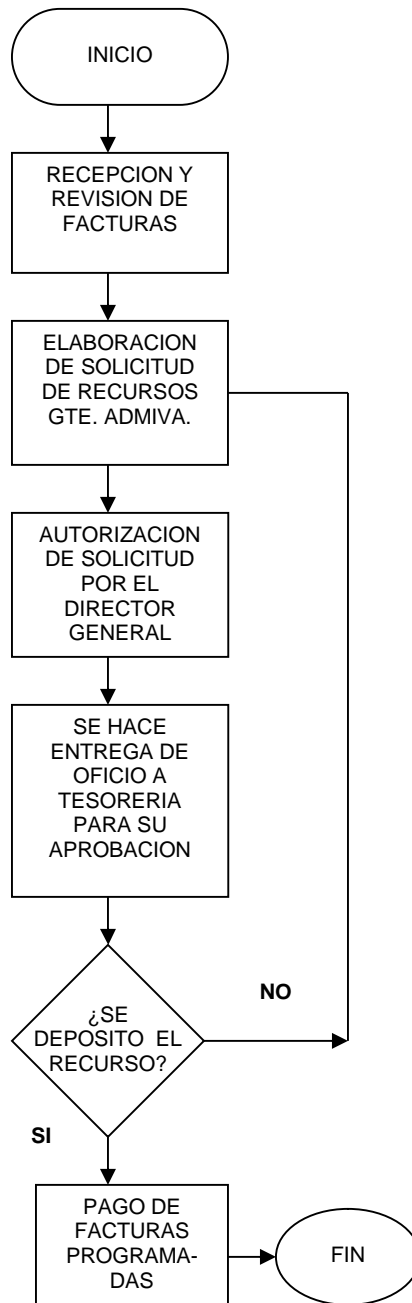 INICIO
RECEPCION Y
REVISION DE
FACTURAS
ELABORACION
DE SOLICITUD
DE RECURSOS
GTE. ADMIVA.
AUTORIZACION
DE SOLICITUD
POR EL
DIRECTOR
GENERAL
SE HACE
ENTREGA DE
OFICIO A
TESORERIA
PARA SU
APROBACION
¿SE
DEPOSITO EL
RECURSO?
NO
SI
PAGO DE
FACTURAS
PROGRAMA-
DAS
FIN